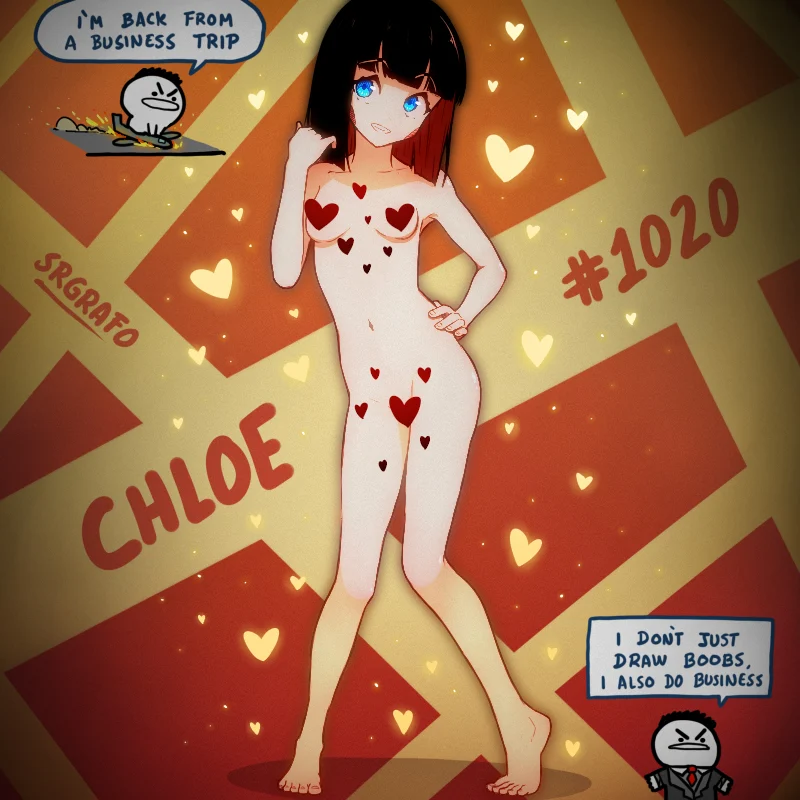 I'M BACK FROM
A BUSINESS TRIP
#1020
SRGRAFO
CHLOE
I DON'T JUST
DRAW BOOBS,
I ALSO DO BUSINESS